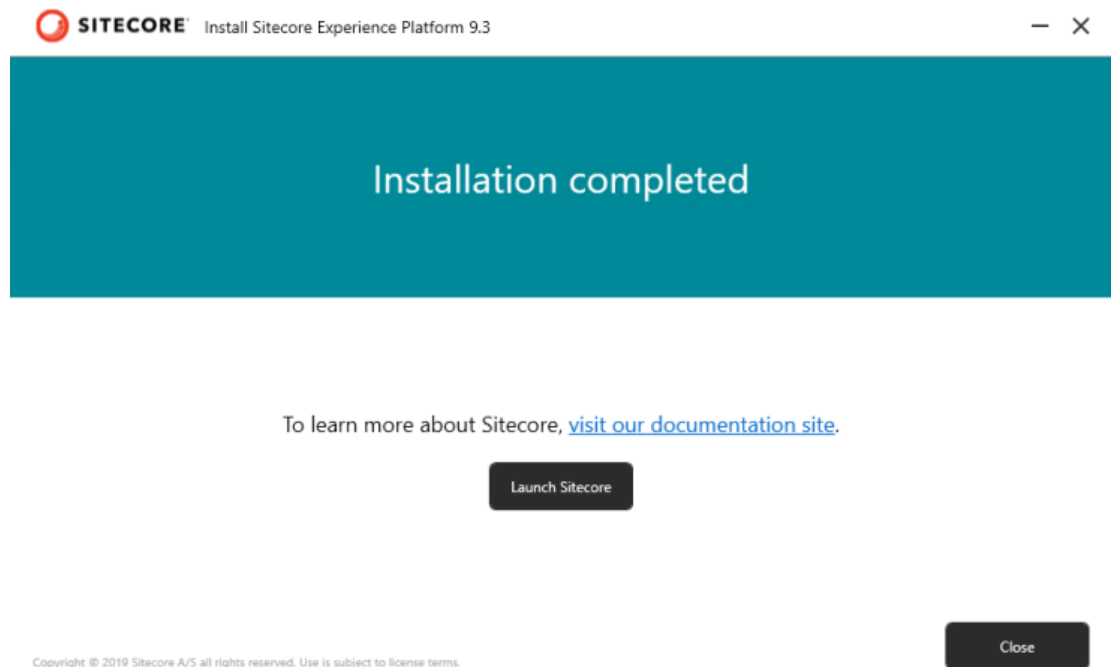 SITECORE Install Sitecore Experience Platform 9.3
Installation completed
To learn more about Sitecore, visit our documentation site.
Launch Sitecore
Close
Copyright © 2019 Sitecore A/S all rights reserved. Use is subject to license terms.